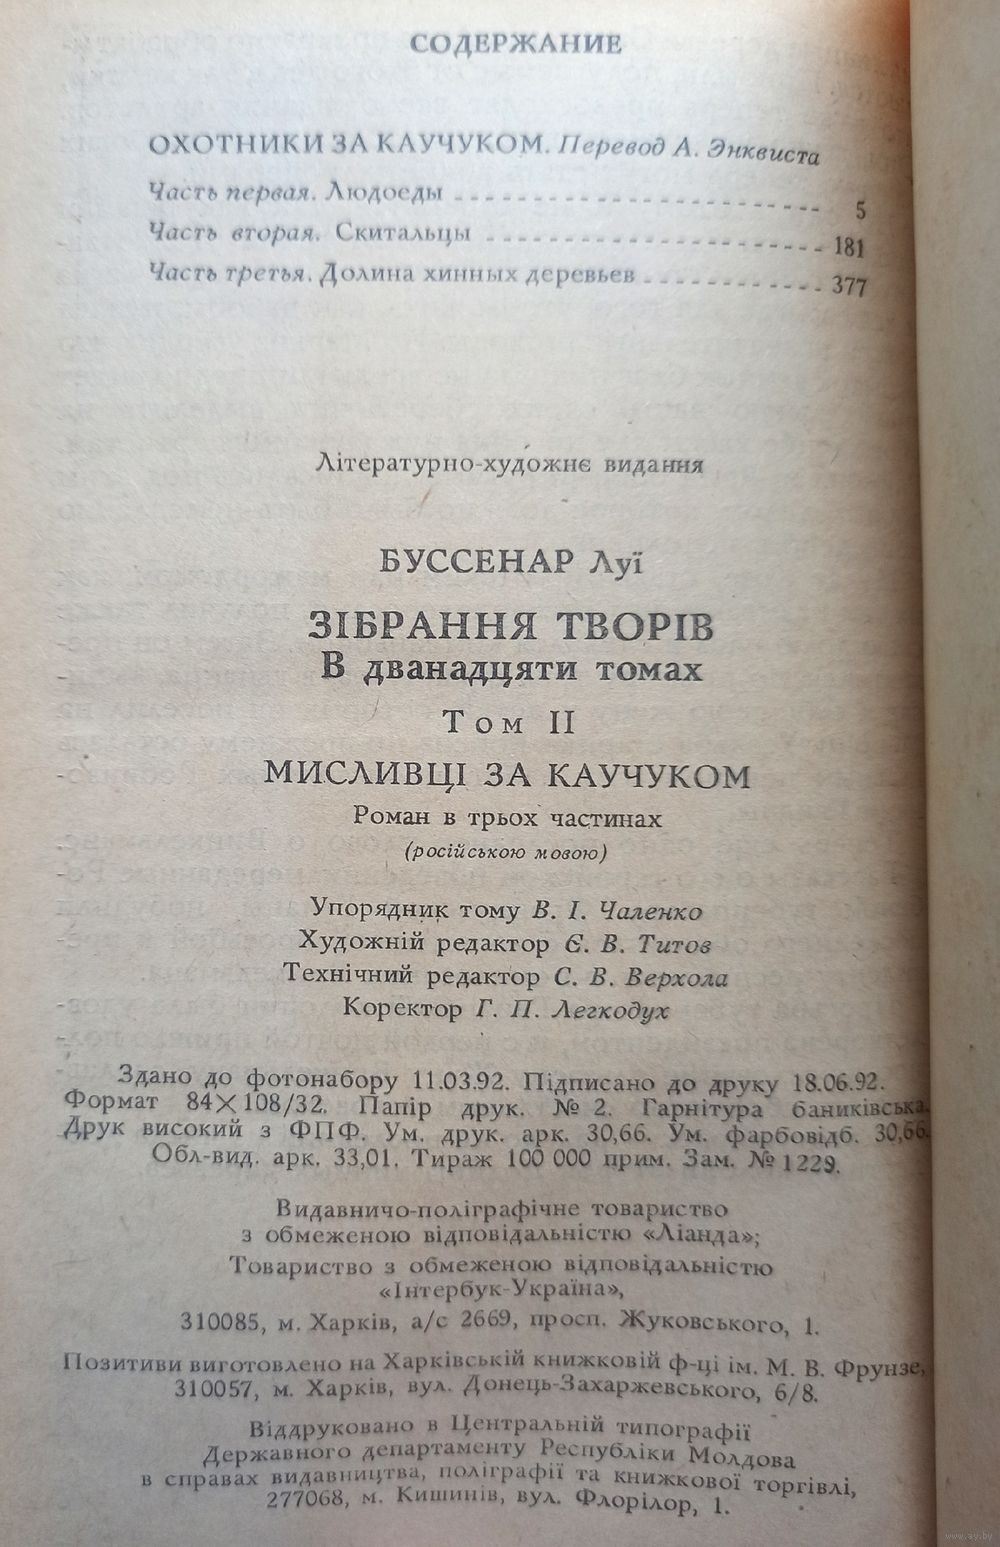 СОДЕРЖАНИЕ
ОХОТНИКИ ЗА КАУЧУКОМ. Перевод А. Энквиста
Часть первая. Людоеды 5
Часть вторая. Скитальцы 181
Часть третья. Долина хинных деревьев 377
Літературно-художнє видання
БУССЕНАР Луї
ЗІБРАННЯ ТВОРІВ
В дванадцяти томах
Том II
МИСЛИВЦІ ЗА КАУЧУКОМ
Роман в трьох частинах
(російською мовою)
Упорядник тому В. І. Чаленко
Художній редактор Є. В. Титов
Технічний редактор С. В. Верхола
Коректор Г. П. Легкодух
Здано до фотонабору 11.03.92. Підписано до друку 18.06.92.
Формат 84×108/32. Папір друк. №2. Гарнітура баниківська.
Друк високий з ФПФ. Ум. друк. арк. 30,66. Ум. фарбовідб. 30,66.
Обл-вид. арк. 33,01. Тираж 100 000 прим. Зам. №1229.
Видавничо-поліграфічне товариство
з обмеженою відповідальністю «Ліанда»;
Товариство з обмеженою відповідальністю
«Інтербук-Україна»,
310085, м. Харків, а/с 2669, просп. Жуковського, 1.
Позитиви виготовлено на Харківській книжковій ф-ці ім. М. В. Фрунзе,
310057, м. Харків, вул. Донець-Захаржевського, 6/8.
Віддруковано в Центральній типографії
Державного департаменту Республіки Молдова
в справах видавництва, поліграфії та книжкової торгівлі,
277068, м. Кишинів, вул. Флорілор, 1.
www.ay.by